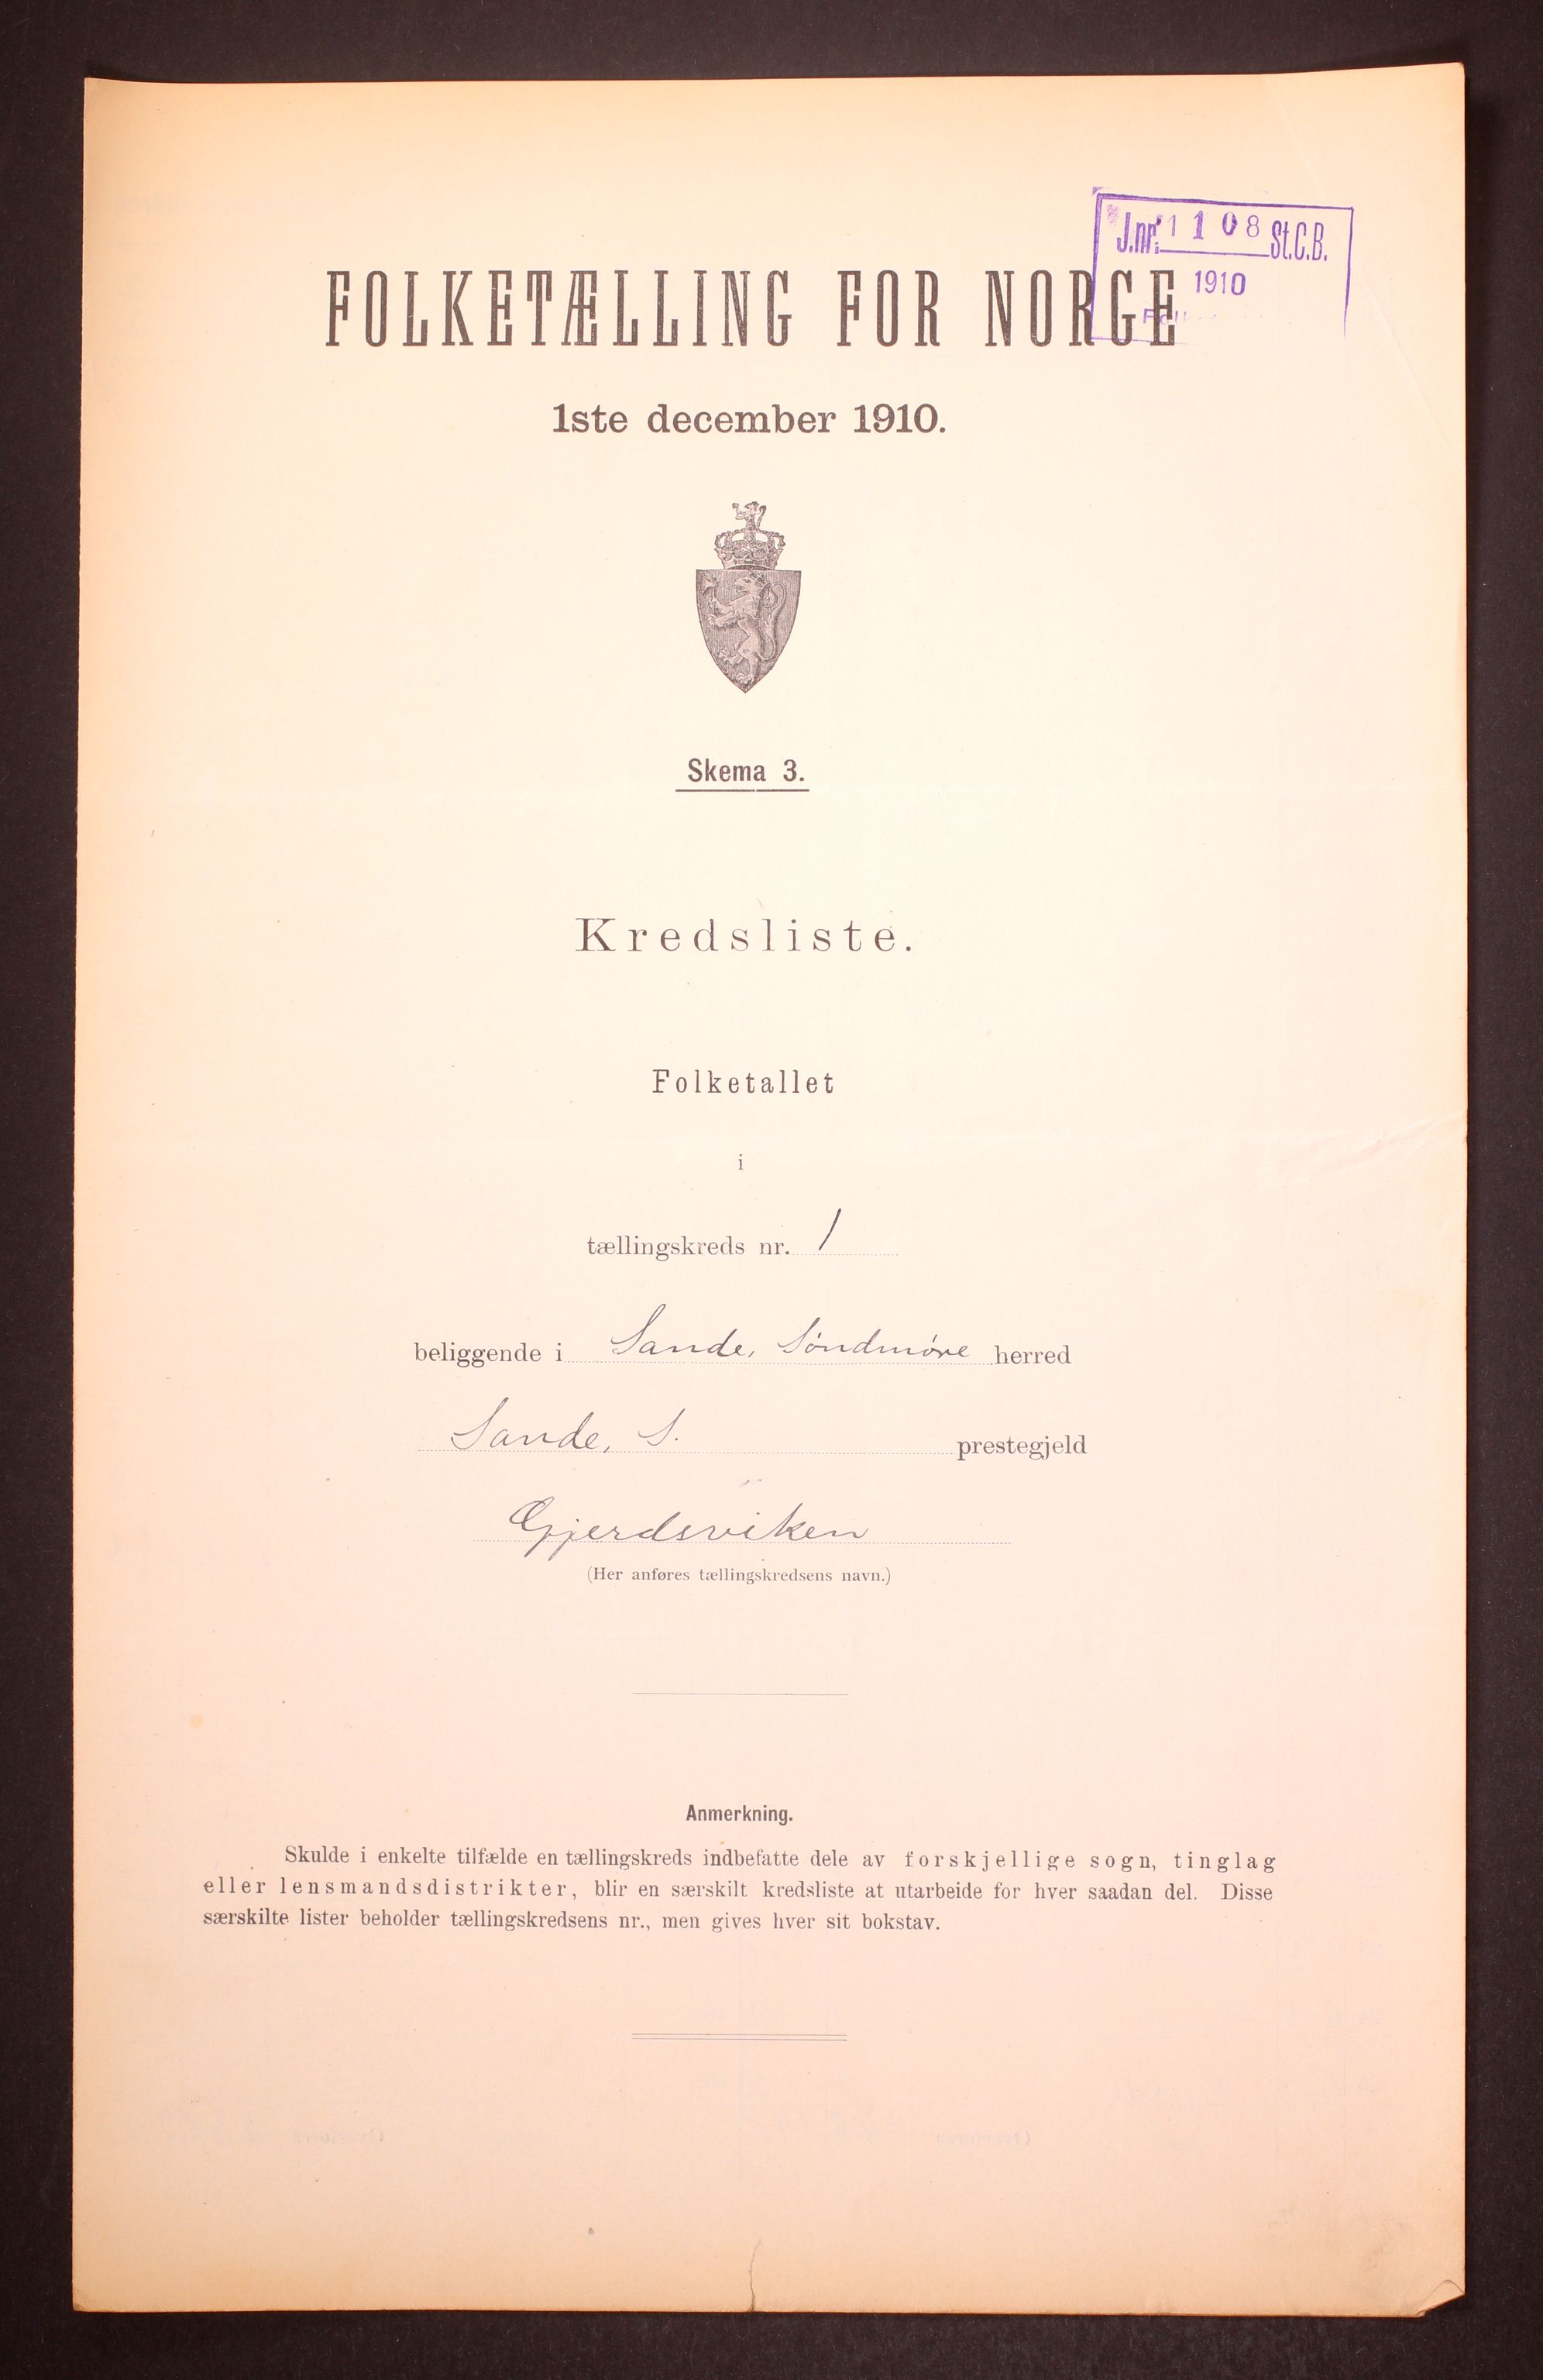 J.nr. 1108 St.C.B.
1910
FOLKETÆLLING FOR NORGE
1ste december 1910.
Skema 3.
Kredsliste.
Folketallet
i
tællingskreds nr. 1
beliggende i Sande, Söndmöre herred
Sande, S. prestegjeld
Gjerdsviken
(Her anføres tællingskredsens navn.)
Anmerkning.
Skulde i enkelte tilfælde en tællingskreds indbefatte dele av forskjellige sogn, tinglag
eller lensmandsdistrikter, blir en særskilt kredsliste at utarbeide for hver saadan del. Disse
særskilte lister beholder tællingskredsens nr., men gives hver sit bokstav.